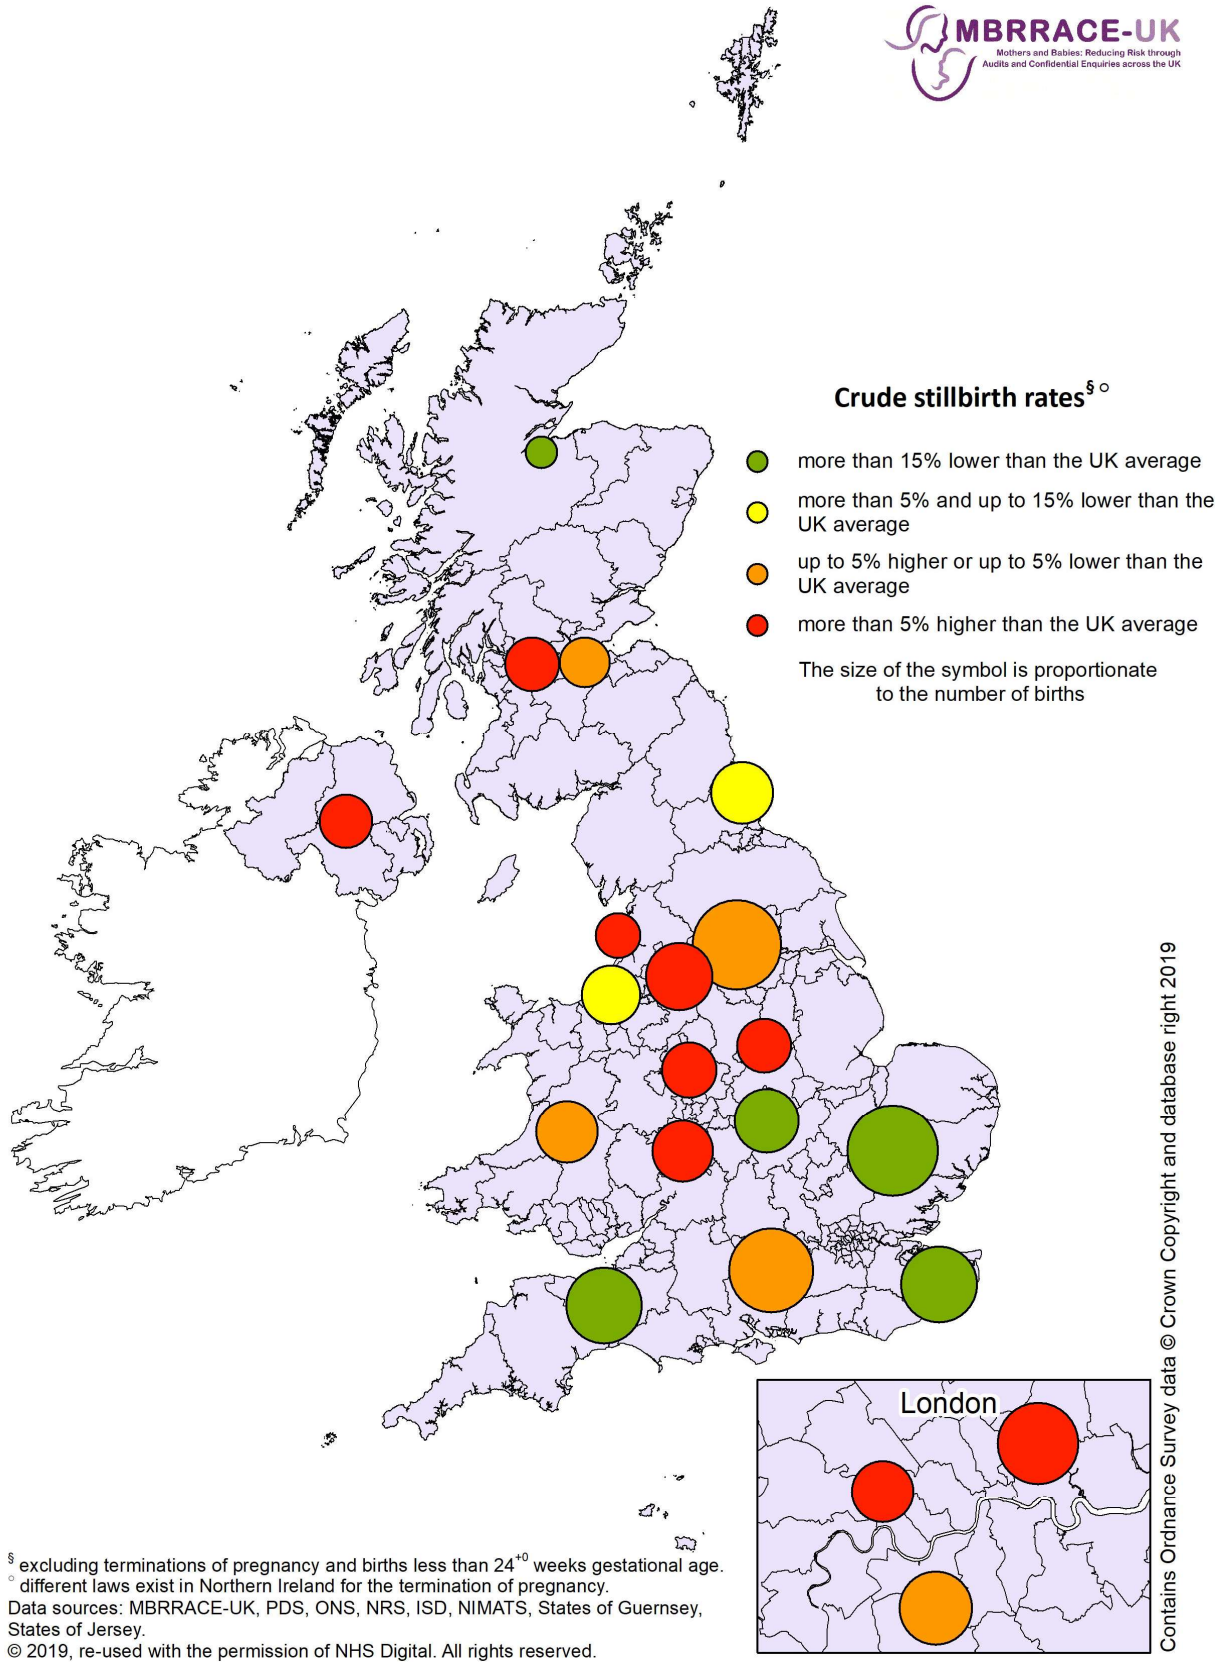 MBRRACE-UK
Mothers and Babies: Reducing Risk through
Audits and Confidential Enquiries across the UK
Crude stillbirth rates§ ○
more than 15% lower than the UK average
more than 5% and up to 15% lower than the
UK average
up to 5% higher or up to 5% lower than the
UK average
more than 5% higher than the UK average
The size of the symbol is proportionate
to the number of births
London
§ excluding terminations of pregnancy and births less than 24+0 weeks gestational age.
○ different laws exist in Northern Ireland for the termination of pregnancy.
Data sources: MBRRACE-UK, PDS, ONS, NRS, ISD, NIMATS, States of Guernsey,
States of Jersey.
© 2019, re-used with the permission of NHS Digital. All rights reserved.
Contains Ordnance Survey data © Crown Copyright and database right 2019